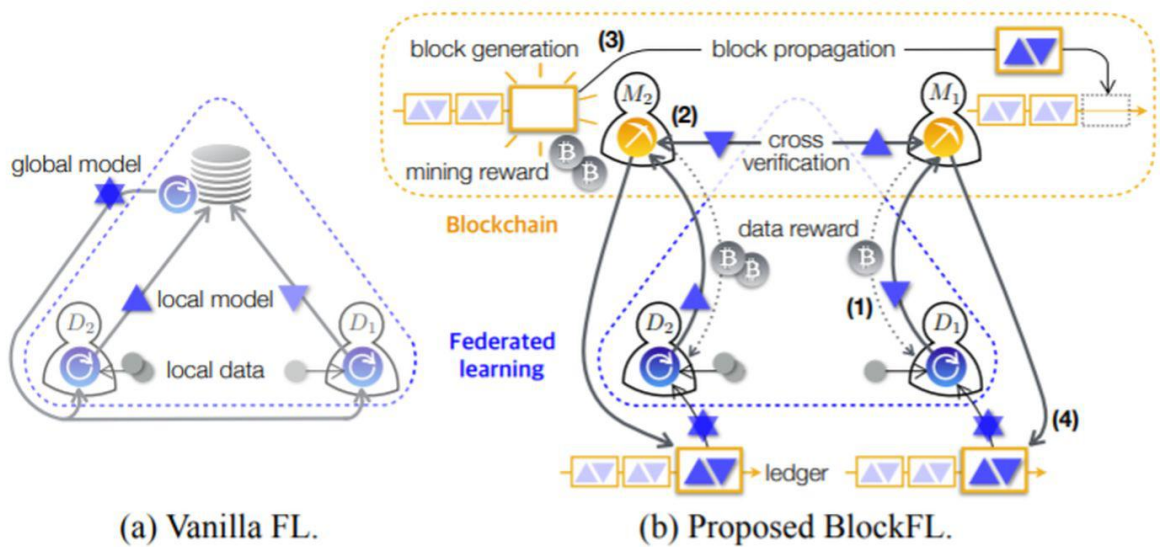 global model
local model
D2
D1
local data
(a) Vanilla FL.
block generation
(3)
block propagation
M2
M1
(2)
cross
verification
mining reward
B
B
Blockchain
data reward
B
B
B
(1)
Federated
learning
D2
D1
(4)
ledger
(b) Proposed BlockFL.